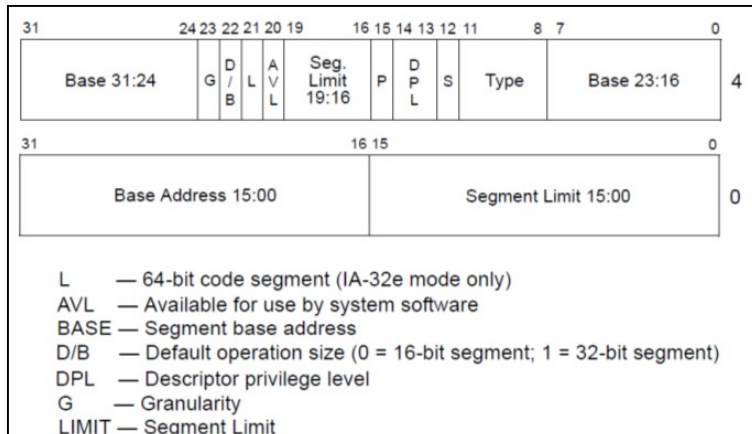 31 24 23 22 21 20 19 16 15 14 13 12 11 8 7 0
Base 31:24 G D/B L AVL Seg. Limit 19:16 P DPL S Type Base 23:16 4
31 16 15 0
Base Address 15:00 Segment Limit 15:00 0
L — 64-bit code segment (IA-32e mode only)
AVL — Available for use by system software
BASE — Segment base address
D/B — Default operation size (0 = 16-bit segment; 1 = 32-bit segment)
DPL — Descriptor privilege level
G — Granularity
LIMIT — Segment Limit